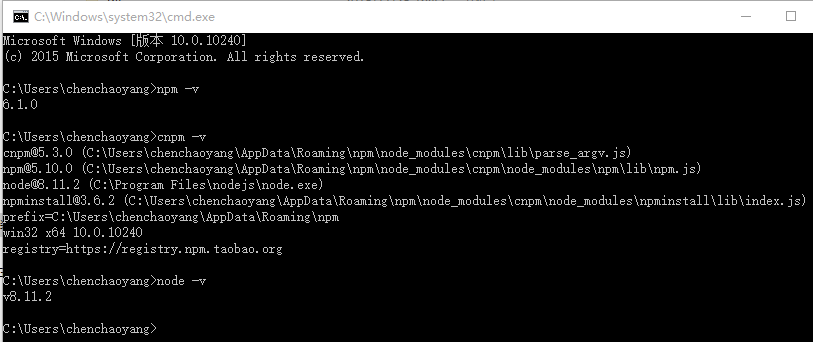 C:\Windows\system32\cmd.exe
Microsoft Windows [版本 10.0.10240]
(c) 2015 Microsoft Corporation. All rights reserved.
C:\Users\chenchaoyang>npm -v
6.1.0
C:\Users\chenchaoyang>cnpm -v
cnpm@5.3.0 (C:\Users\chenchaoyang\AppData\Roaming\npm\node_modules\cnpm\lib\parse_argv.js)
npm@5.10.0 (C:\Users\chenchaoyang\AppData\Roaming\npm\node_modules\cnpm\node_modules\npm\lib\npm.js)
node@8.11.2 (C:\Program Files\nodejs\node.exe)
npminstall@3.6.2 (C:\Users\chenchaoyang\AppData\Roaming\npm\node_modules\cnpm\node_modules\npminstall\lib\index.js)
prefix=C:\Users\chenchaoyang\AppData\Roaming\npm
win32 x64 10.0.10240
registry=https://registry.npm.taobao.org
C:\Users\chenchaoyang>node -v
v8.11.2
C:\Users\chenchaoyang>